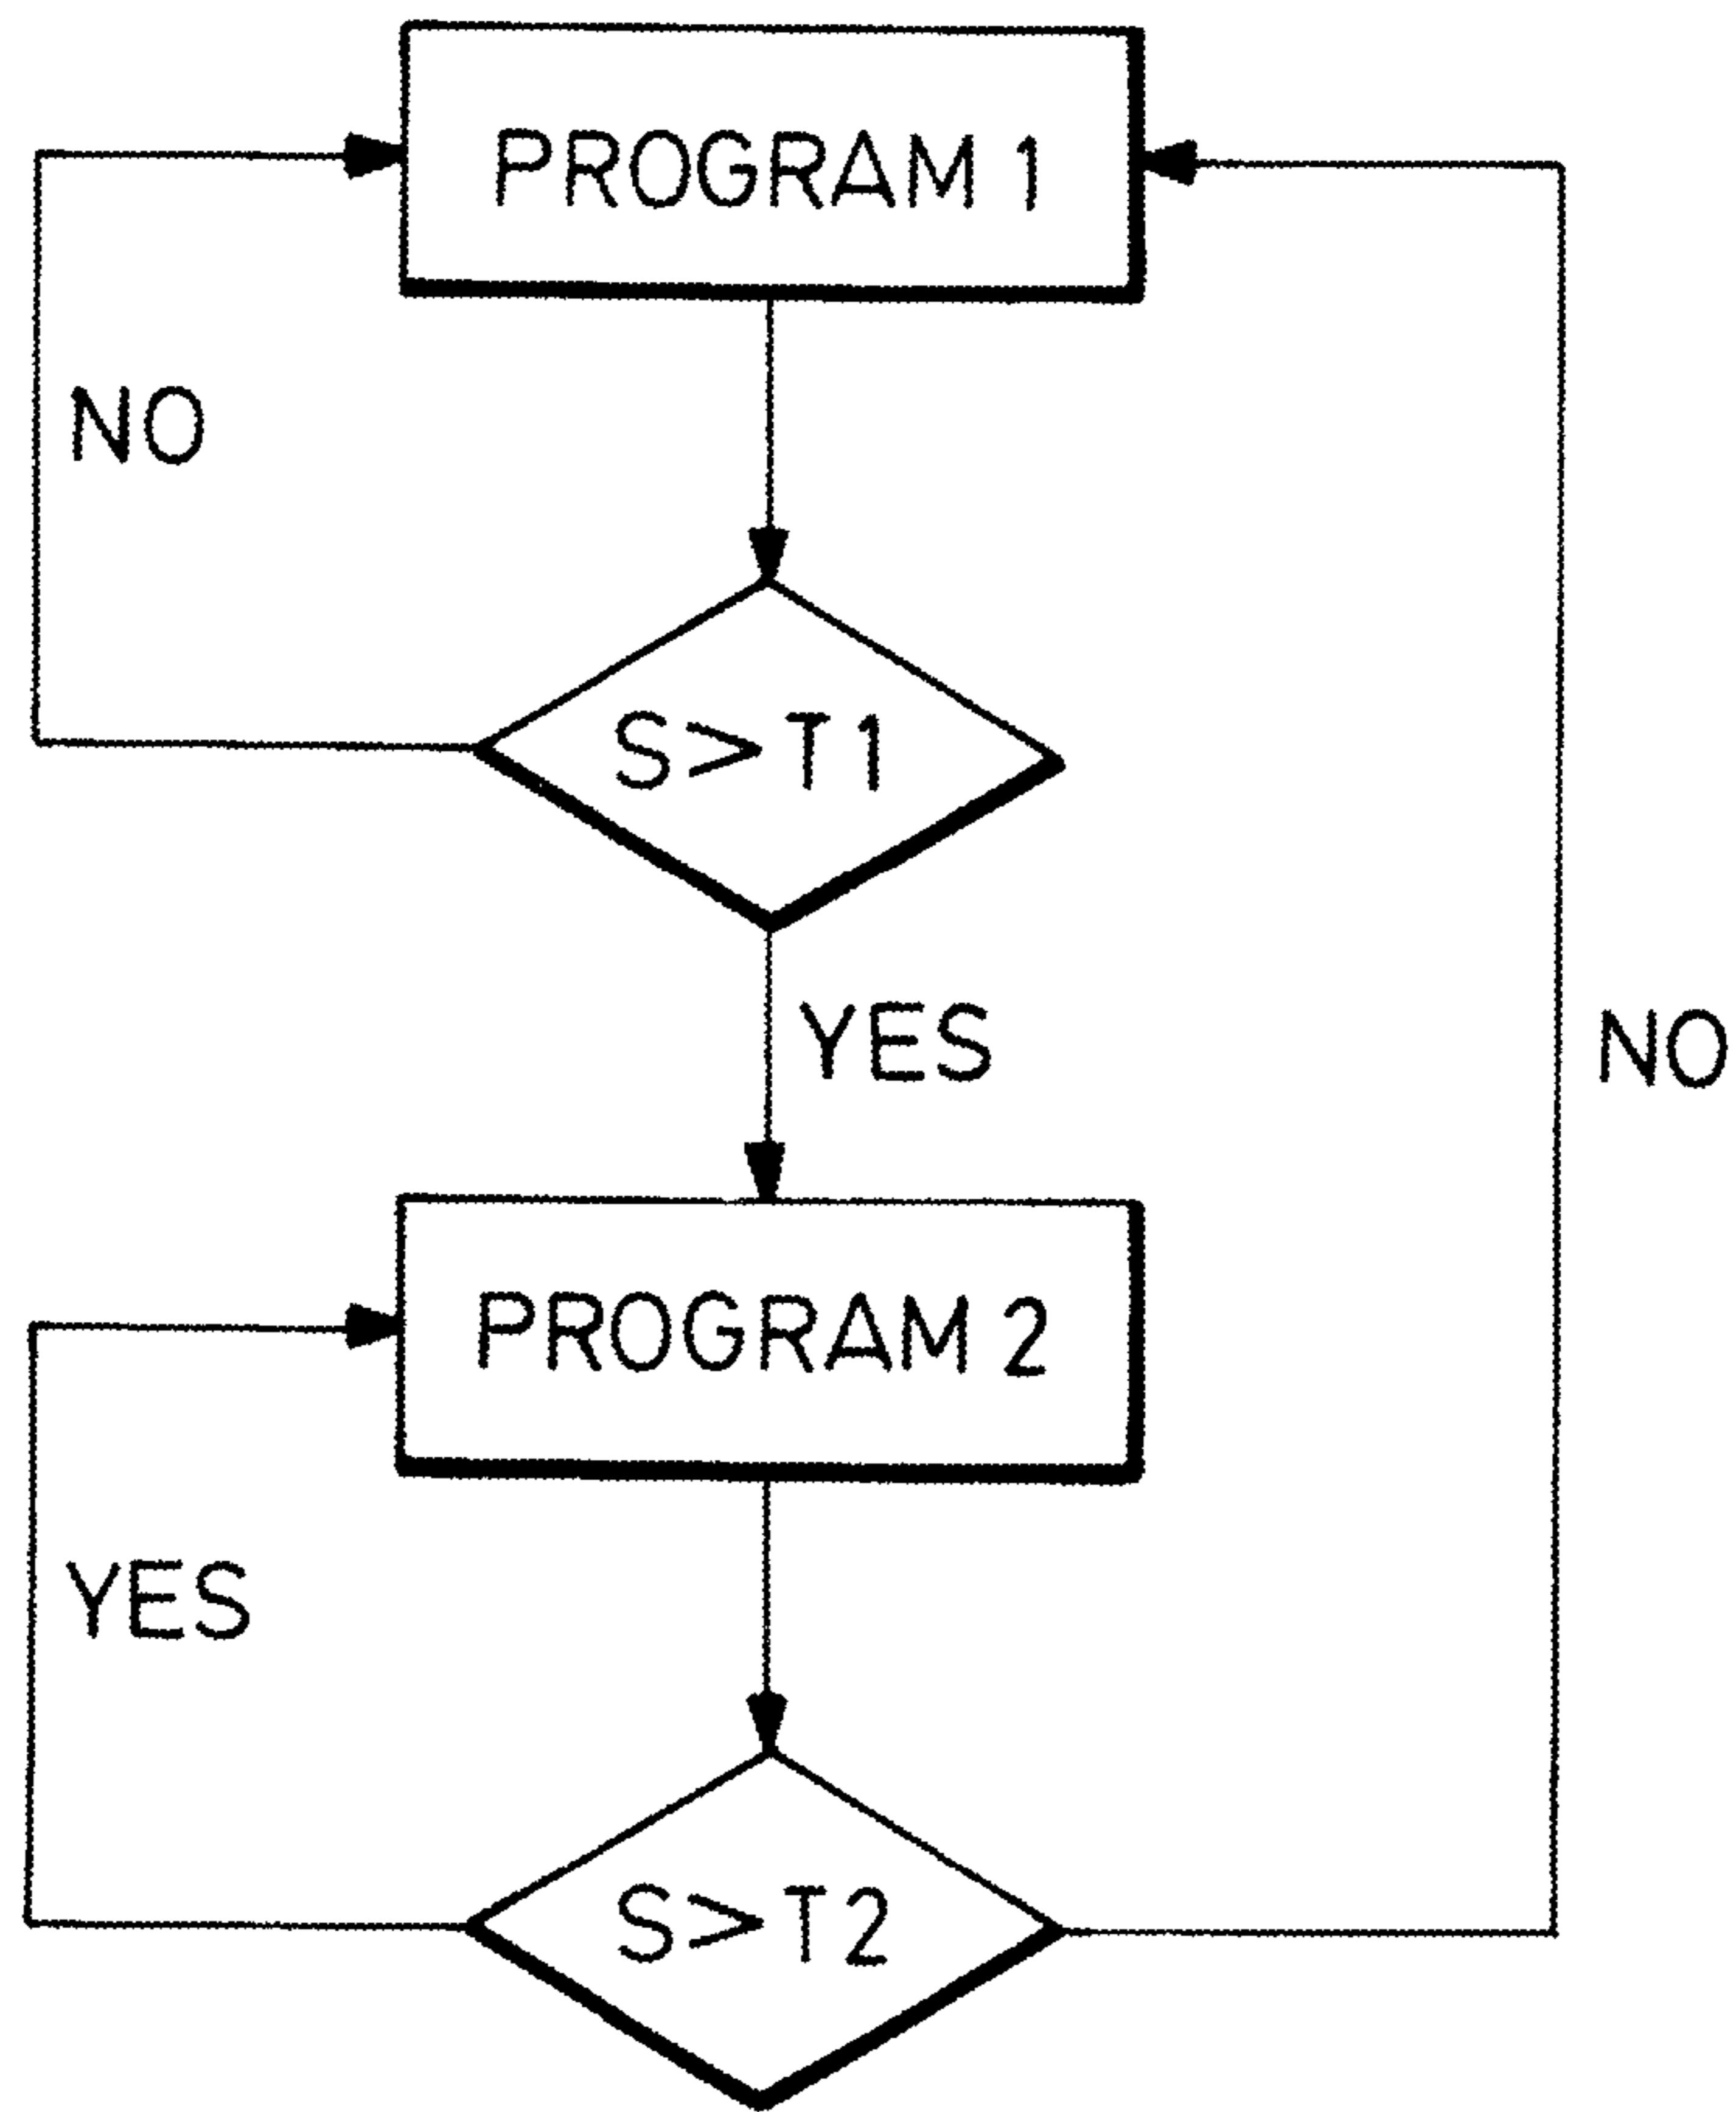 PROGRAM 1
NO
S>T1
YES
NO
PROGRAM 2
YES
S>T2